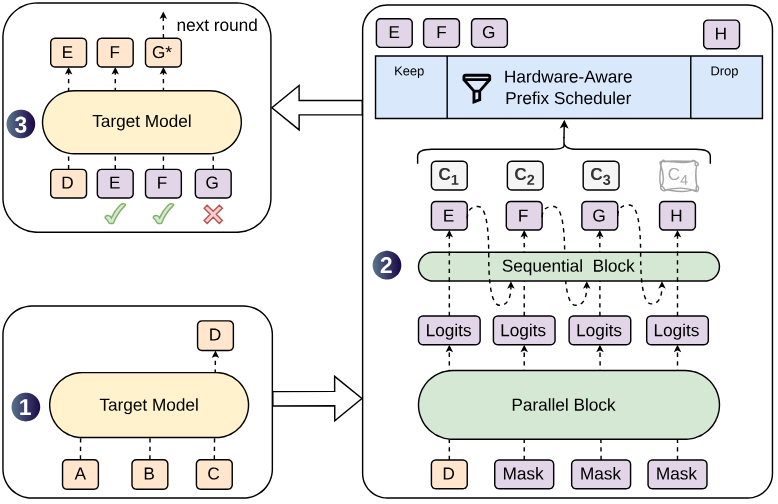 next round
E F G*
Target Model
3
D E F G
D
Target Model
1
A B C
E F G
H
Keep
Hardware-Aware
Prefix Scheduler
Drop
C1 C2 C3 C4
E F G H
2
Sequential Block
Logits Logits Logits Logits
Parallel Block
D Mask Mask Mask